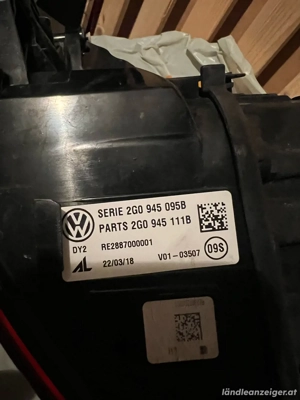 SERIE 2G0 945 095B
PARTS 2G0 945 111B
DY2
RE2887000001
AL
22/03/18
V01-03507
09S
ländleanzeiger.at